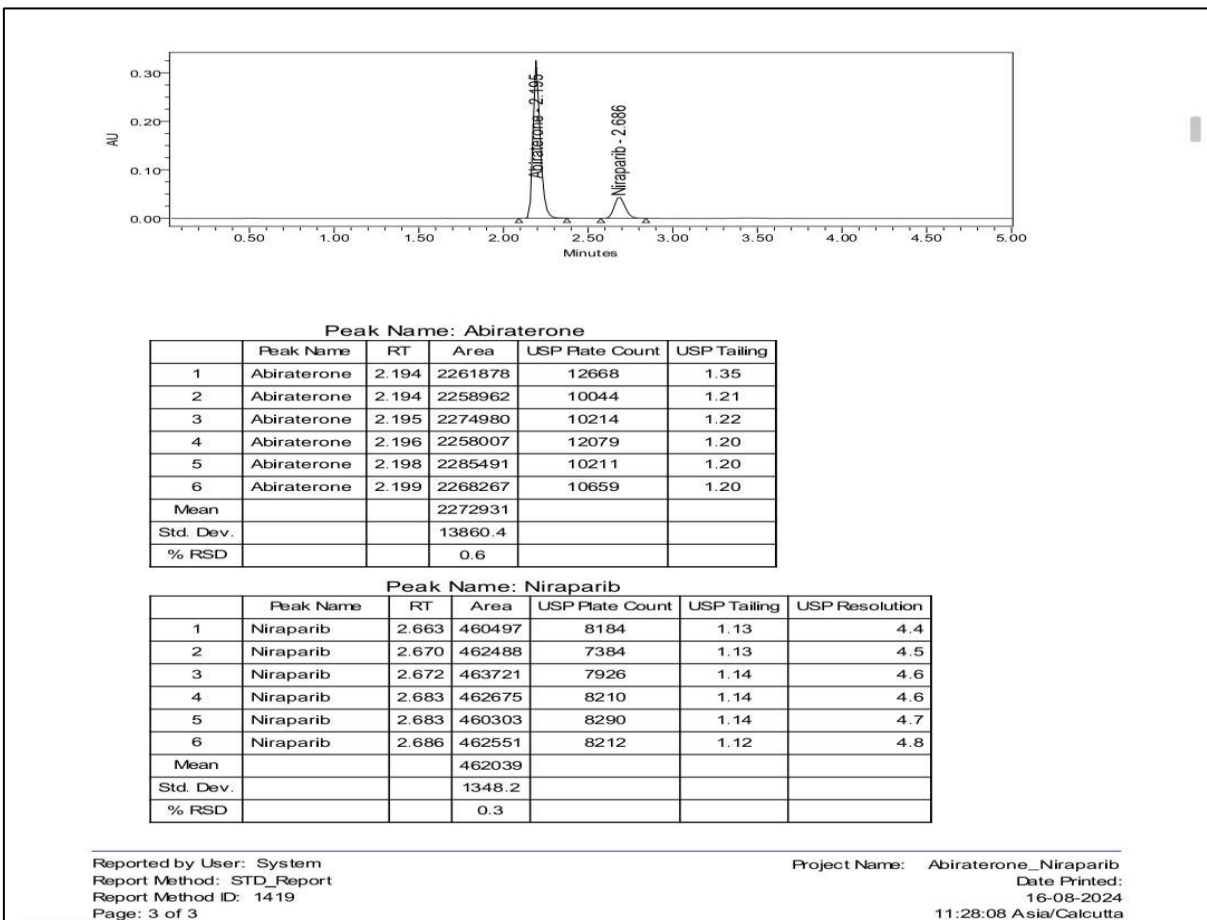 0.30
0.20
0.10
0.00
AU
Abiraterone - 2.195
Niraparib - 2.686
0.50 1.00 1.50 2.00 2.50 3.00 3.50 4.00 4.50 5.00
Minutes
Peak Name: Abiraterone
Peak Name RT Area USP Plate Count USP Tailing
1 Abiraterone 2.194 2261878 12668 1.35
2 Abiraterone 2.194 2258962 10044 1.21
3 Abiraterone 2.195 2274980 10214 1.22
4 Abiraterone 2.196 2258007 12079 1.20
5 Abiraterone 2.198 2285491 10211 1.20
6 Abiraterone 2.199 2268267 10659 1.20
Mean 2272931
Std. Dev. 13860.4
% RSD 0.6
Peak Name: Niraparib
Peak Name RT Area USP Plate Count USP Tailing USP Resolution
1 Niraparib 2.663 460497 8184 1.13 4.4
2 Niraparib 2.670 462488 7384 1.13 4.5
3 Niraparib 2.672 463721 7926 1.14 4.6
4 Niraparib 2.683 462675 8210 1.14 4.6
5 Niraparib 2.683 460303 8290 1.14 4.7
6 Niraparib 2.686 462551 8212 1.12 4.8
Mean 462039
Std. Dev. 1348.2
% RSD 0.3
Reported by User: System
Report Method: STD_Report
Report Method ID: 1419
Page: 3 of 3
Project Name: Abiraterone_Niraparib
Date Printed:
16-08-2024
11:28:08 Asia/Calcutta